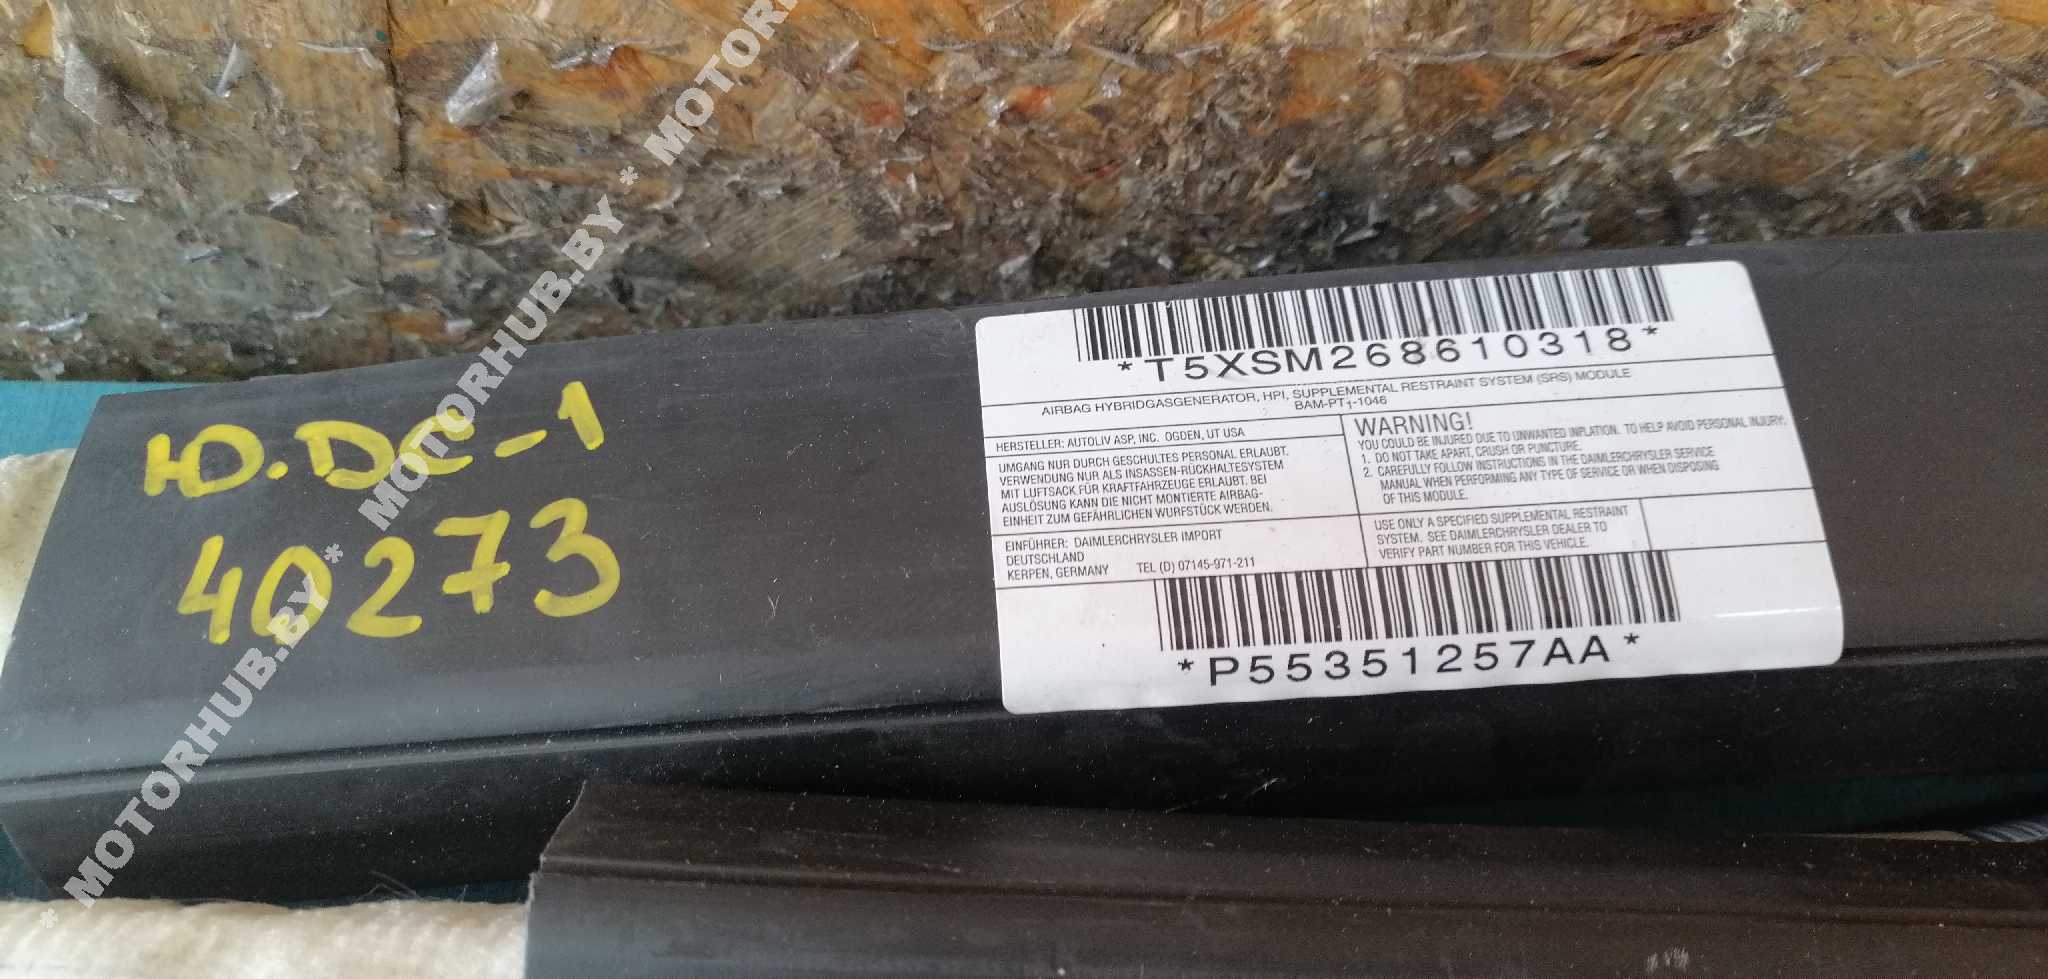 *T5XSM268610318*
AIRBAG HYBRIDGASGENERATOR, HPI, SUPPLEMENTAL RESTRAINT SYSTEM (SRS) MODULE
BAM-PT1-1046
HERSTELLER: AUTOLIV ASP, INC. OGDEN, UT USA
UMGANG NUR DURCH GESCHULTES PERSONAL ERLAUBT.
VERWENDUNG NUR ALS INSASSEN-RÜCKHALTESYSTEM
MIT LUFTSACK FÜR KRAFTFAHRZEUGE ERLAUBT. BEI
AUSLÖSUNG KANN DIE NICHT MONTIERTE AIRBAG-
EINHEIT ZUM GEFÄHRLICHEN WURFSTÜCK WERDEN.
EINFÜHRER: DAIMLERCHRYSLER IMPORT
DEUTSCHLAND
KERPEN, GERMANY TEL (D) 07145-971-211
WARNING!
YOU COULD BE INJURED DUE TO UNWANTED INFLATION. TO HELP AVOID PERSONAL INJURY:
1. DO NOT TAKE APART, CRUSH OR PUNCTURE.
2. CAREFULLY FOLLOW INSTRUCTIONS IN THE DAIMLERCHRYSLER SERVICE
MANUAL WHEN PERFORMING ANY TYPE OF SERVICE OR WHEN DISPOSING
OF THIS MODULE.
USE ONLY A SPECIFIED SUPPLEMENTAL RESTRAINT
SYSTEM. SEE DAIMLERCHRYSLER DEALER TO
VERIFY PART NUMBER FOR THIS VEHICLE.
*P55351257AA*
Ю.DC-1
40273
* MOTORHUB.BY * MOTORHUB.BY * MOTORH